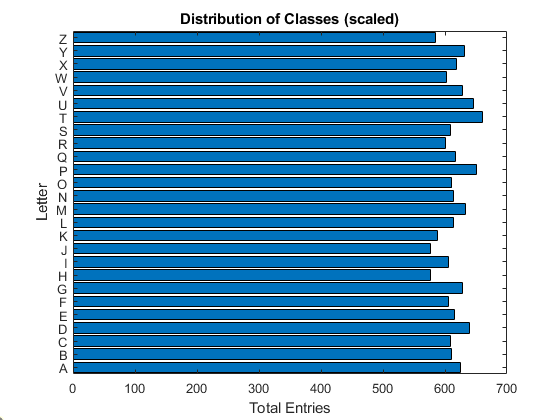 Distribution of Classes (scaled)
Letter
Z
Y
X
W
V
U
T
S
R
Q
P
O
N
M
L
K
J
I
H
G
F
E
D
C
B
A
0 100 200 300 400 500 600 700
Total Entries